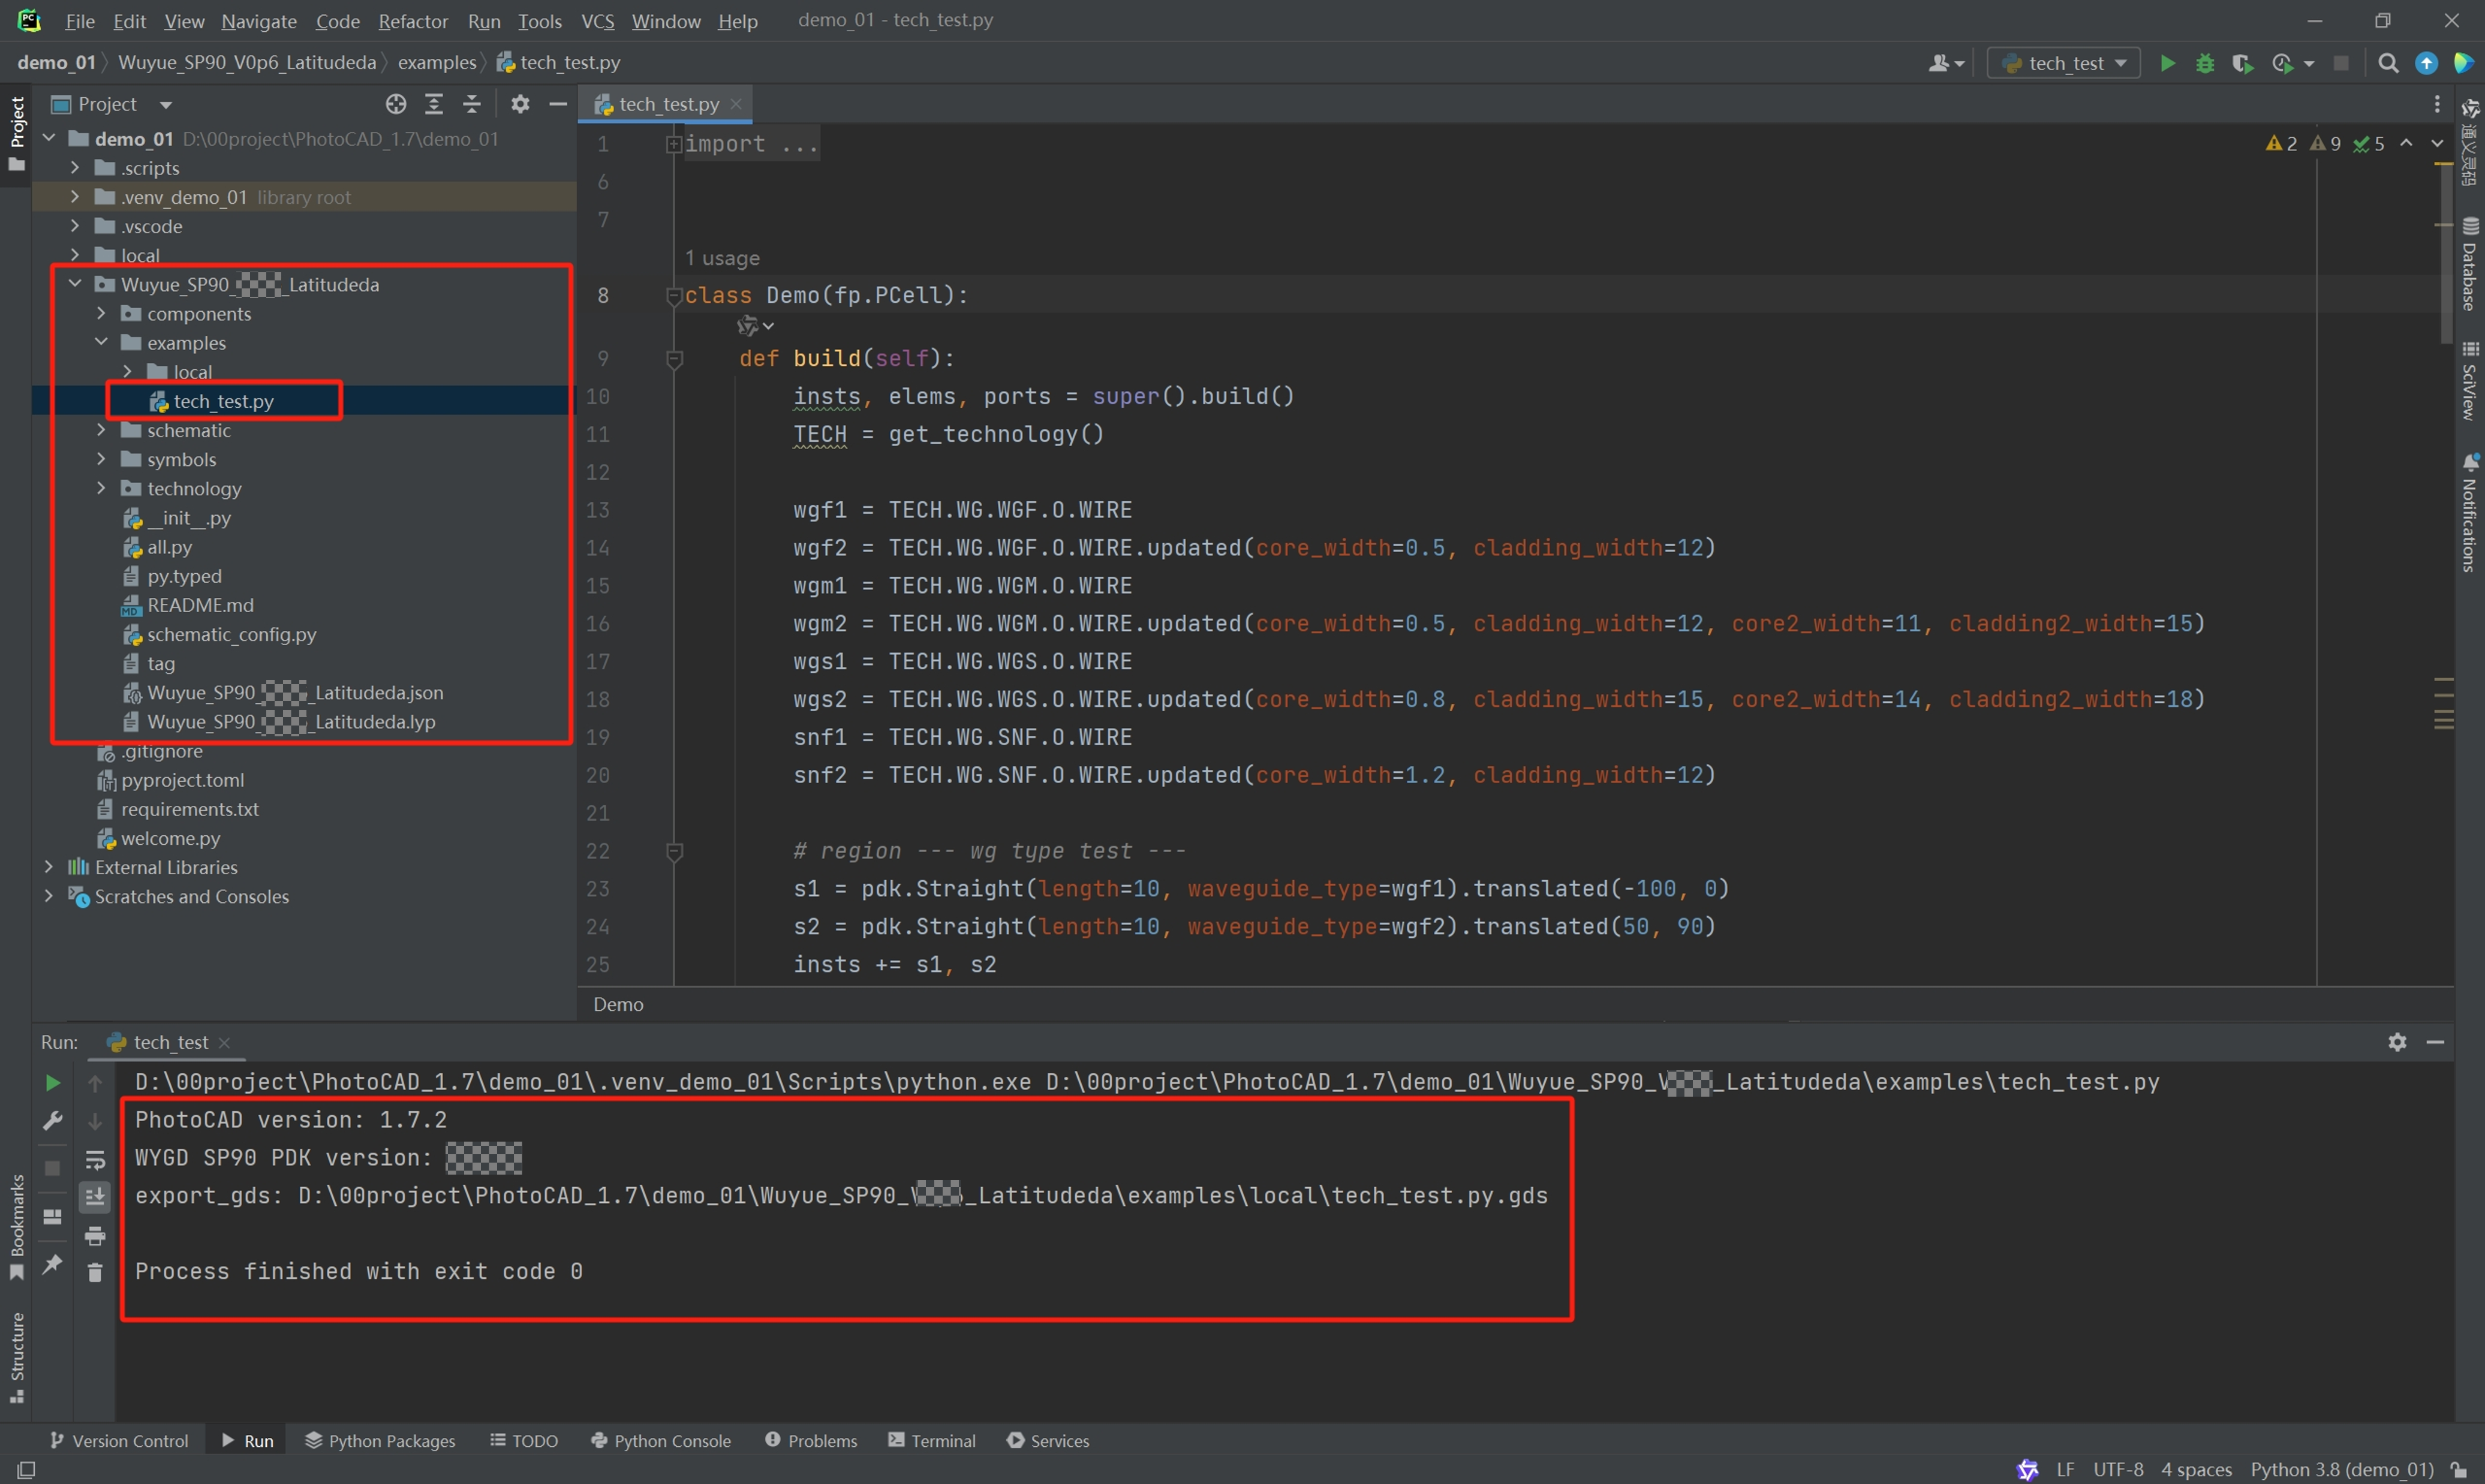 File Edit View Navigate Code Refactor Run Tools VCS Window Help demo_01 - tech_test.py
demo_01 Wuyue_SP90_V0p6_Latitudeda examples tech_test.py
tech_test
Project
Project
demo_01 D:\00project\PhotoCAD_1.7\demo_01
.scripts
.venv_demo_01 library root
.vscode
local
Wuyue_SP90_ _Latitudeda
components
examples
local
tech_test.py
schematic
symbols
technology
__init__.py
all.py
py.typed
README.md
schematic_config.py
tag
Wuyue_SP90_ _Latitudeda.json
Wuyue_SP90_ _Latitudeda.lyp
.gitignore
pyproject.toml
requirements.txt
welcome.py
External Libraries
Scratches and Consoles
tech_test.py
2 9 5
1 import ...
6
7
1 usage
8 class Demo(fp.PCell):
9 def build(self):
10 insts, elems, ports = super().build()
11 TECH = get_technology()
12
13 wgf1 = TECH.WG.WGF.O.WIRE
14 wgf2 = TECH.WG.WGF.O.WIRE.updated(core_width=0.5, cladding_width=12)
15 wgm1 = TECH.WG.WGM.O.WIRE
16 wgm2 = TECH.WG.WGM.O.WIRE.updated(core_width=0.5, cladding_width=12, core2_width=11, cladding2_width=15)
17 wgs1 = TECH.WG.WGS.O.WIRE
18 wgs2 = TECH.WG.WGS.O.WIRE.updated(core_width=0.8, cladding_width=15, core2_width=14, cladding2_width=18)
19 snf1 = TECH.WG.SNF.O.WIRE
20 snf2 = TECH.WG.SNF.O.WIRE.updated(core_width=1.2, cladding_width=12)
21
22 # region --- wg type test ---
23 s1 = pdk.Straight(length=10, waveguide_type=wgf1).translated(-100, 0)
24 s2 = pdk.Straight(length=10, waveguide_type=wgf2).translated(50, 90)
25 insts += s1, s2
Demo
通义灵码
Database
SciView
Notifications
Run: tech_test
D:\00project\PhotoCAD_1.7\demo_01\.venv_demo_01\Scripts\python.exe D:\00project\PhotoCAD_1.7\demo_01\Wuyue_SP90_V _Latitudeda\examples\tech_test.py
PhotoCAD version: 1.7.2
WYGD SP90 PDK version:
export_gds: D:\00project\PhotoCAD_1.7\demo_01\Wuyue_SP90_ _Latitudeda\examples\local\tech_test.py.gds
Process finished with exit code 0
Bookmarks
Structure
Version Control Run Python Packages TODO Python Console Problems Terminal Services
LF UTF-8 4 spaces Python 3.8 (demo_01)